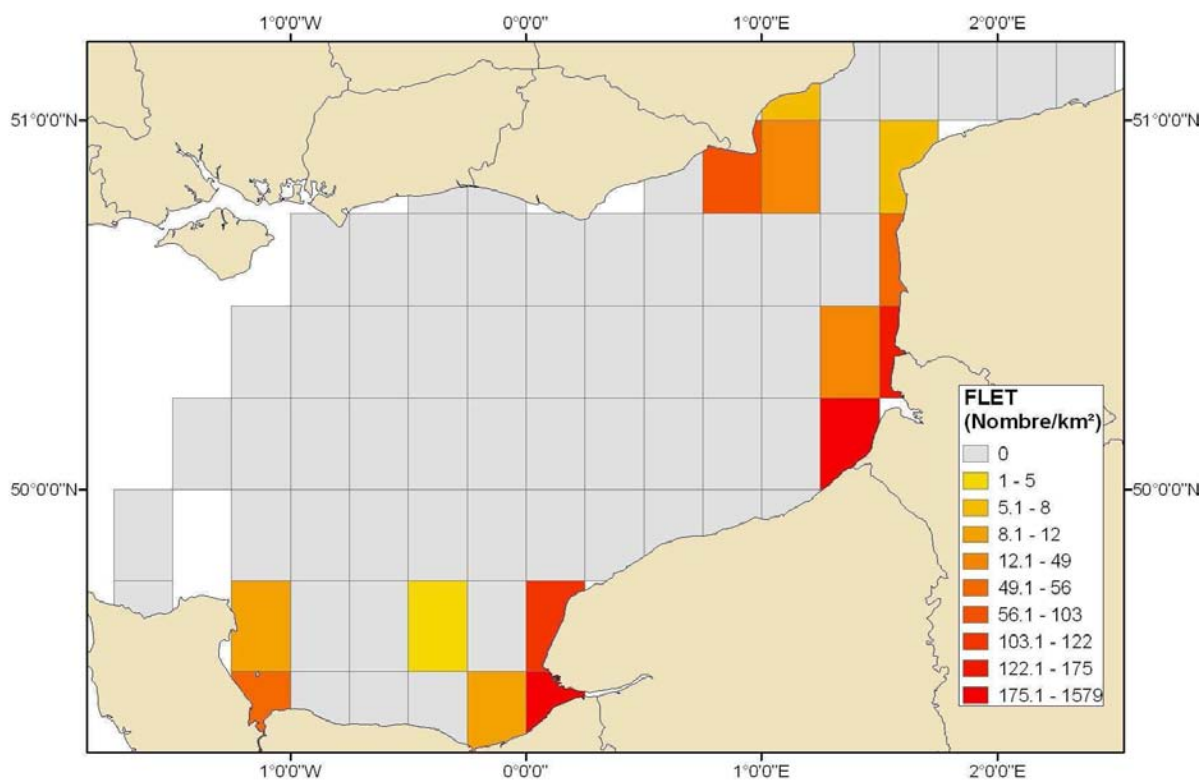 1°0'0"W 0°0'0" 1°0'0"E 2°0'0"E
51°0'0"N 51°0'0"N
FLET
(Nombre/km²)
0
1 - 5
5.1 - 8
8.1 - 12
12.1 - 49
49.1 - 56
56.1 - 103
103.1 - 122
122.1 - 175
175.1 - 1579
50°0'0"N 50°0'0"N
1°0'0"W 0°0'0" 1°0'0"E 2°0'0"E